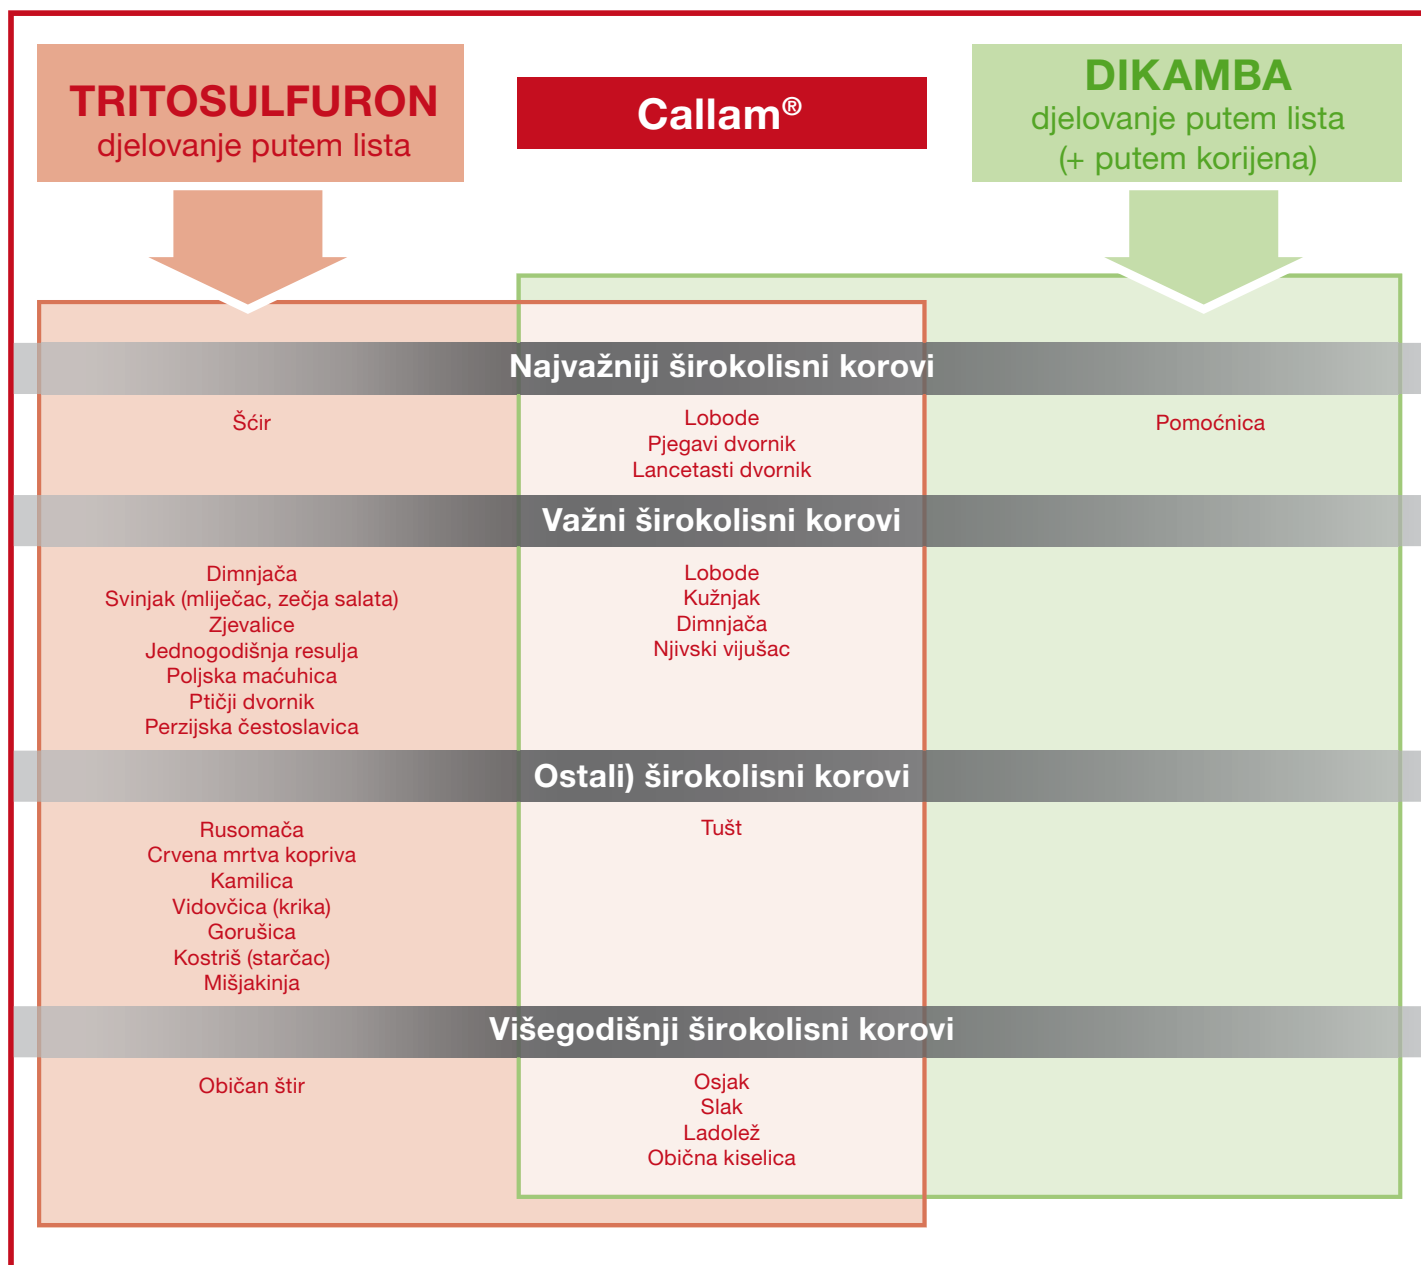 TRITOSULFURON
djelovanje putem lista
Callam®
DIKAMBA
djelovanje putem lista
(+ putem korijena)
Najvažniji širokolisni korovi
Šćir
Lobode
Pjegavi dvornik
Lancetasti dvornik
Pomoćnica
Važni širokolisni korovi
Dimnjača
Svinjak (mliječac, zečja salata)
Zjevalice
Jednogodišnja resulja
Poljska maćuhica
Ptičji dvornik
Perzijska čestoslavica
Lobode
Kužnjak
Dimnjača
Njivski vijušac
Ostali) širokolisni korovi
Rusomača
Crvena mrtva kopriva
Kamilica
Vidovčica (krika)
Gorušica
Kostriš (starčac)
Mišjakinja
Tušt
Višegodišnji širokolisni korovi
Običan štir
Osjak
Slak
Ladolež
Obična kiselica